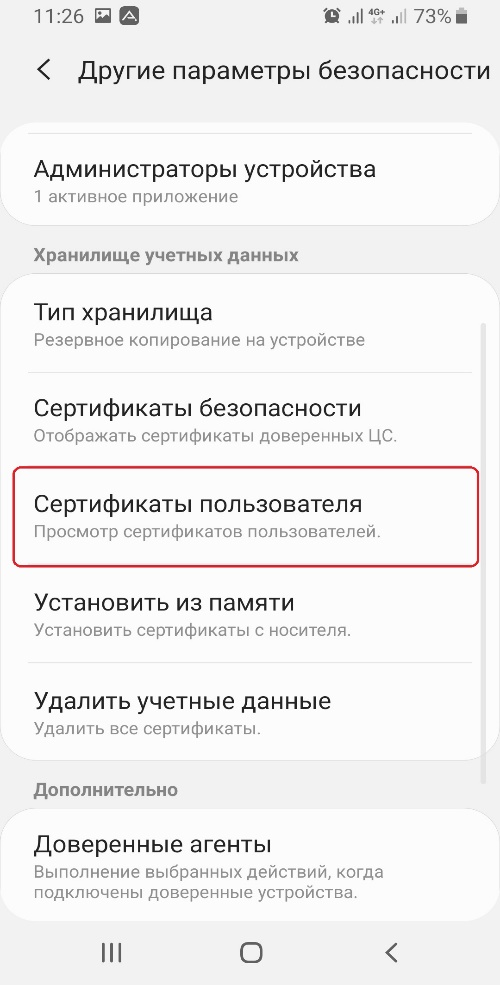 11:26 4G+ 73%
Другие параметры безопасности
Администраторы устройства
1 активное приложение
Хранилище учетных данных
Тип хранилища
Резервное копирование на устройстве
Сертификаты безопасности
Отображать сертификаты доверенных ЦС.
Сертификаты пользователя
Просмотр сертификатов пользователей.
Установить из памяти
Установить сертификаты с носителя.
Удалить учетные данные
Удалить все сертификаты.
Дополнительно
Доверенные агенты
Выполнение выбранных действий, когда
подключены доверенные устройства.